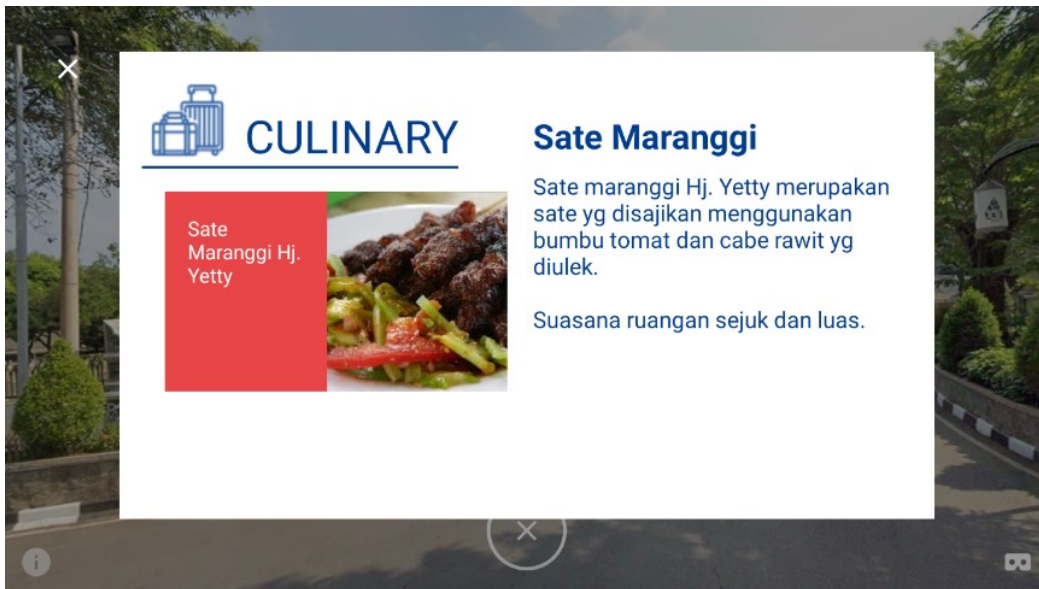 CULINARY
Sate
Maranggi Hj.
Yetty
Sate Maranggi
Sate maranggi Hj. Yetty merupakan
sate yg disajikan menggunakan
bumbu tomat dan cabe rawit yg
diulek.
Suasana ruangan sejuk dan luas.